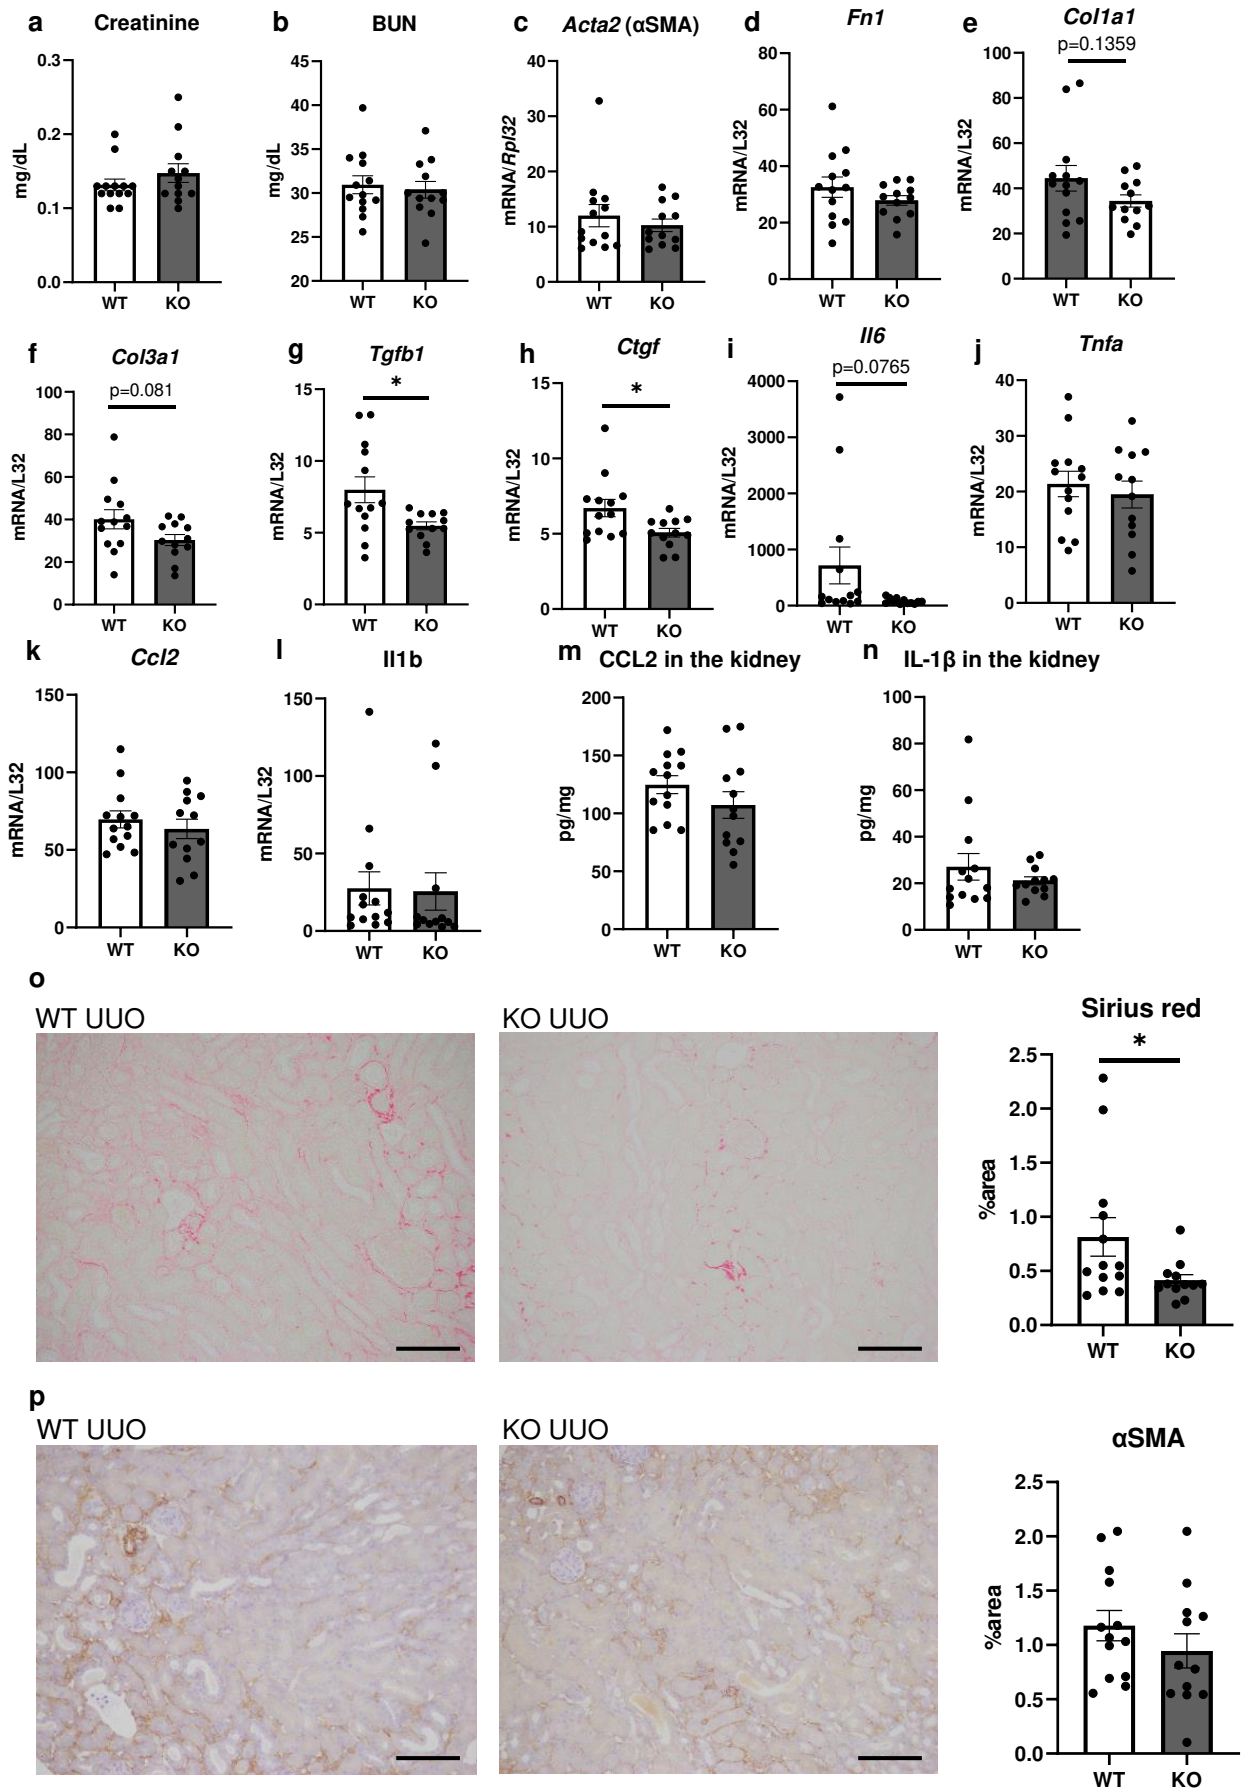 a Creatinine
mg/dL
0.3
0.2
0.1
0.0
WT KO
b BUN
mg/dL
45
40
35
30
25
20
WT KO
c Acta2 (αSMA)
mRNA/Rpl32
40
30
20
10
0
WT KO
d Fn1
mRNA/L32
80
60
40
20
0
WT KO
e Col1a1
p=0.1359
mRNA/L32
100
80
60
40
20
0
WT KO
f Col3a1
p=0.081
mRNA/L32
100
80
60
40
20
0
WT KO
g Tgfb1
*
mRNA/L32
15
10
5
0
WT KO
h Ctgf
*
mRNA/L32
15
10
5
0
WT KO
i Il6
p=0.0765
mRNA/L32
4000
3000
2000
1000
0
WT KO
j Tnfa
mRNA/L32
40
30
20
10
0
WT KO
k Ccl2
mRNA/L32
150
100
50
0
WT KO
l Il1b
mRNA/L32
150
100
50
0
WT KO
m CCL2 in the kidney
pg/mg
200
150
100
50
0
WT KO
n IL-1β in the kidney
pg/mg
100
80
60
40
20
0
WT KO
o
WT UUO
KO UUO
Sirius red
*
%area
2.5
2.0
1.5
1.0
0.5
0.0
WT KO
p
WT UUO
KO UUO
αSMA
%area
2.5
2.0
1.5
1.0
0.5
0.0
WT KO